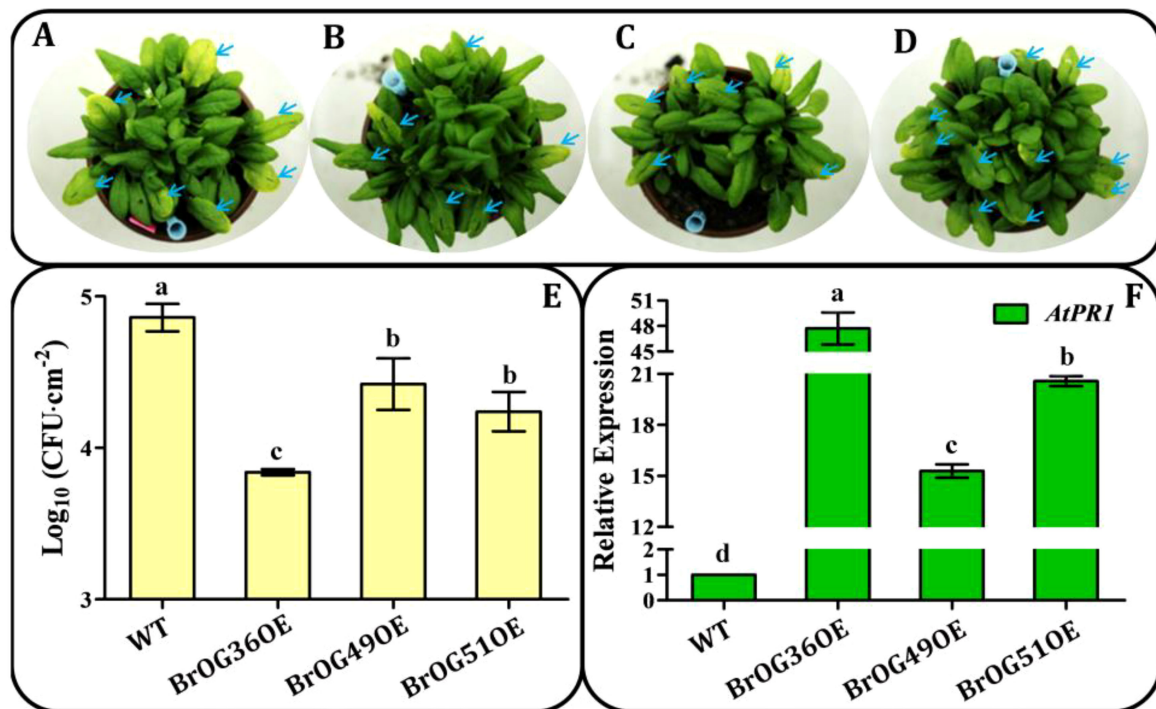 A
B
C
D
E
Log₁₀ (CFU·cm⁻²)
5
4
3
a
c
b
b
WT
BrOG36OE
BrOG49OE
BrOG51OE
F
AtPR1
Relative Expression
51
48
45
21
18
15
12
2
1
0
d
a
c
b
WT
BrOG36OE
BrOG49OE
BrOG51OE